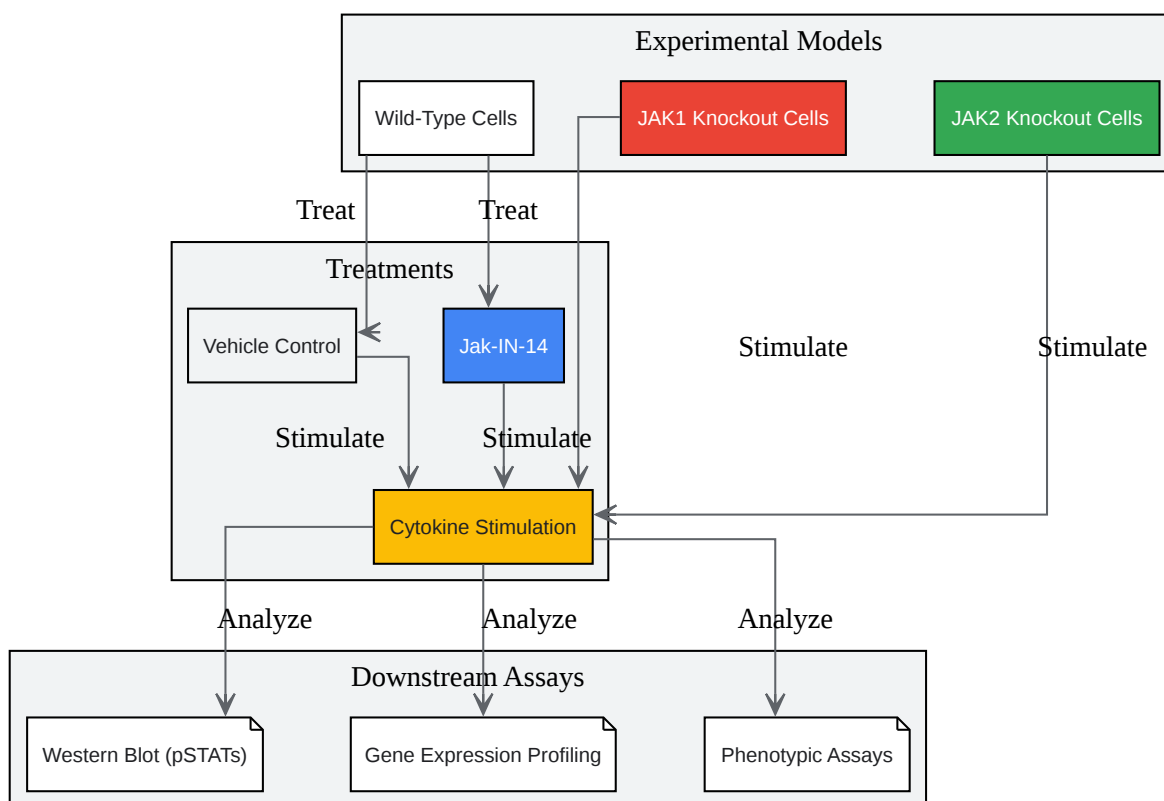 Experimental Models
Wild-Type Cells
JAK1 Knockout Cells
JAK2 Knockout Cells
Treat
Treat
Treatments
Vehicle Control
Jak-IN-14
Stimulate
Stimulate
Stimulate
Stimulate
Cytokine Stimulation
Analyze
Analyze
Analyze
Downstream Assays
Western Blot (pSTATs)
Gene Expression Profiling
Phenotypic Assays